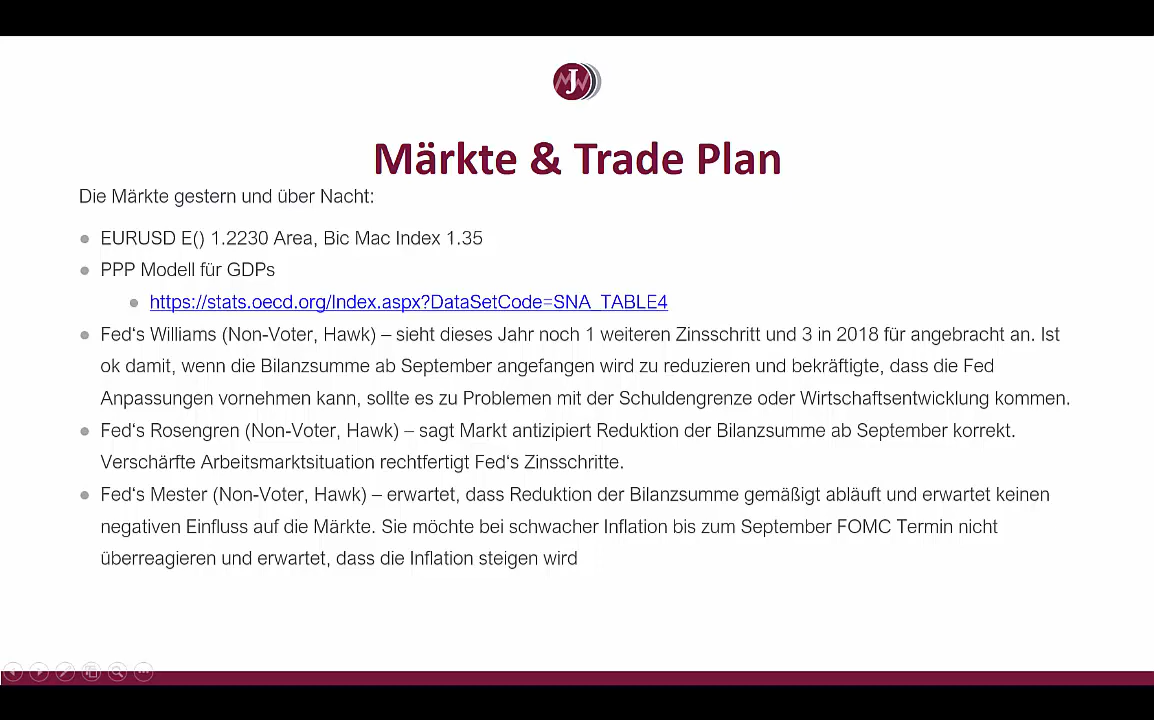 J
Märkte & Trade Plan
Die Märkte gestern und über Nacht:
EURUSD E() 1.2230 Area, Bic Mac Index 1.35
PPP Modell für GDPs
https://stats.oecd.org/Index.aspx?DataSetCode=SNA_TABLE4
Fed‘s Williams (Non-Voter, Hawk) – sieht dieses Jahr noch 1 weiteren Zinsschritt und 3 in 2018 für angebracht an. Ist
ok damit, wenn die Bilanzsumme ab September angefangen wird zu reduzieren und bekräftigte, dass die Fed
Anpassungen vornehmen kann, sollte es zu Problemen mit der Schuldengrenze oder Wirtschaftsentwicklung kommen.
Fed‘s Rosengren (Non-Voter, Hawk) – sagt Markt antizipiert Reduktion der Bilanzsumme ab September korrekt.
Verschärfte Arbeitsmarktsituation rechtfertigt Fed‘s Zinsschritte.
Fed‘s Mester (Non-Voter, Hawk) – erwartet, dass Reduktion der Bilanzsumme gemäßigt abläuft und erwartet keinen
negativen Einfluss auf die Märkte. Sie möchte bei schwacher Inflation bis zum September FOMC Termin nicht
überreagieren und erwartet, dass die Inflation steigen wird